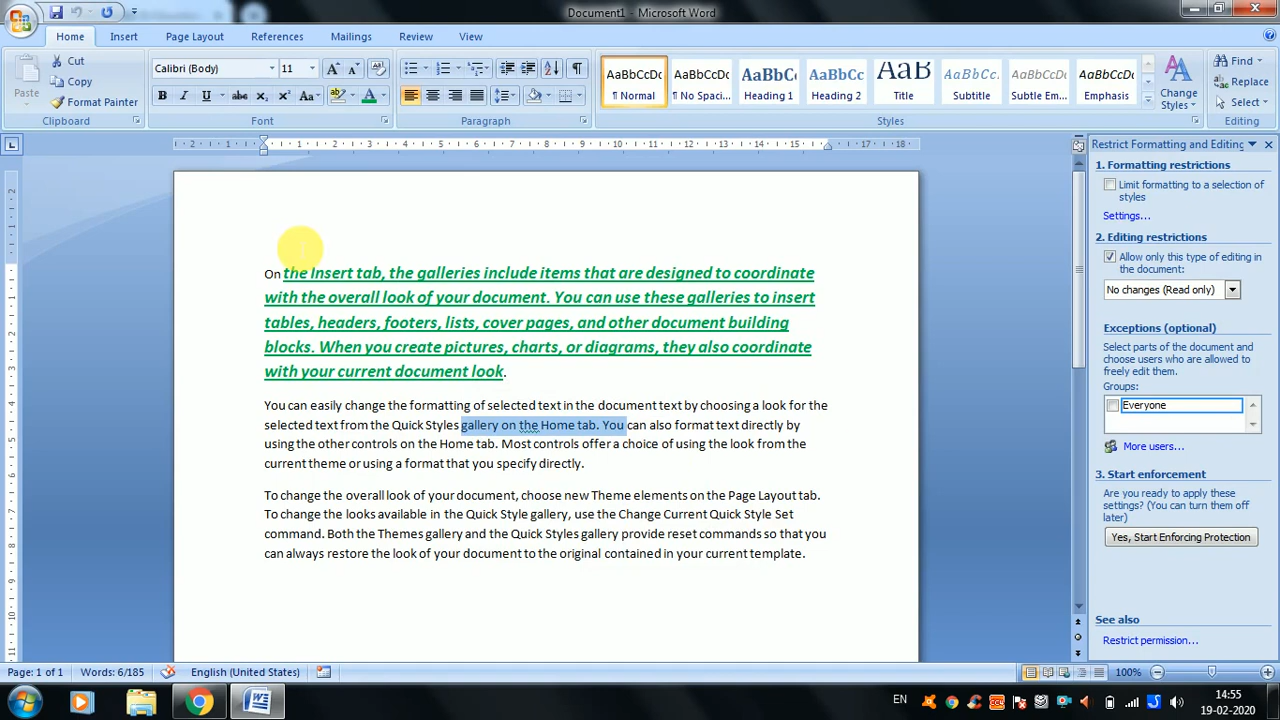 Document1 - Microsoft Word
Home Insert Page Layout References Mailings Review View
Cut
Copy
Format Painter
Paste
Clipboard
Calibri (Body) 11
Font
Paragraph
AaBbCcDc AaBbCcDc AaBbCc AaBbCc AaB AaBbCc. AaBbCcDc AaBbCcDc
¶ Normal ¶ No Spaci... Heading 1 Heading 2 Title Subtitle Subtle Em... Emphasis
Change
Styles
Styles
Find
Replace
Select
Editing
On the Insert tab, the galleries include items that are designed to coordinate
with the overall look of your document. You can use these galleries to insert
tables, headers, footers, lists, cover pages, and other document building
blocks. When you create pictures, charts, or diagrams, they also coordinate
with your current document look.
You can easily change the formatting of selected text in the document text by choosing a look for the
selected text from the Quick Styles gallery on the Home tab. You can also format text directly by
using the other controls on the Home tab. Most controls offer a choice of using the look from the
current theme or using a format that you specify directly.
To change the overall look of your document, choose new Theme elements on the Page Layout tab.
To change the looks available in the Quick Style gallery, use the Change Current Quick Style Set
command. Both the Themes gallery and the Quick Styles gallery provide reset commands so that you
can always restore the look of your document to the original contained in your current template.
Restrict Formatting and Editing
1. Formatting restrictions
Limit formatting to a selection of
styles
Settings...
2. Editing restrictions
Allow only this type of editing in
the document:
No changes (Read only)
Exceptions (optional)
Select parts of the document and
choose users who are allowed to
freely edit them.
Groups:
Everyone
More users...
3. Start enforcement
Are you ready to apply these
settings? (You can turn them off
later)
Yes, Start Enforcing Protection
See also
Restrict permission...
Page: 1 of 1 Words: 6/185 English (United States) 100%
EN
14:55
19-02-2020